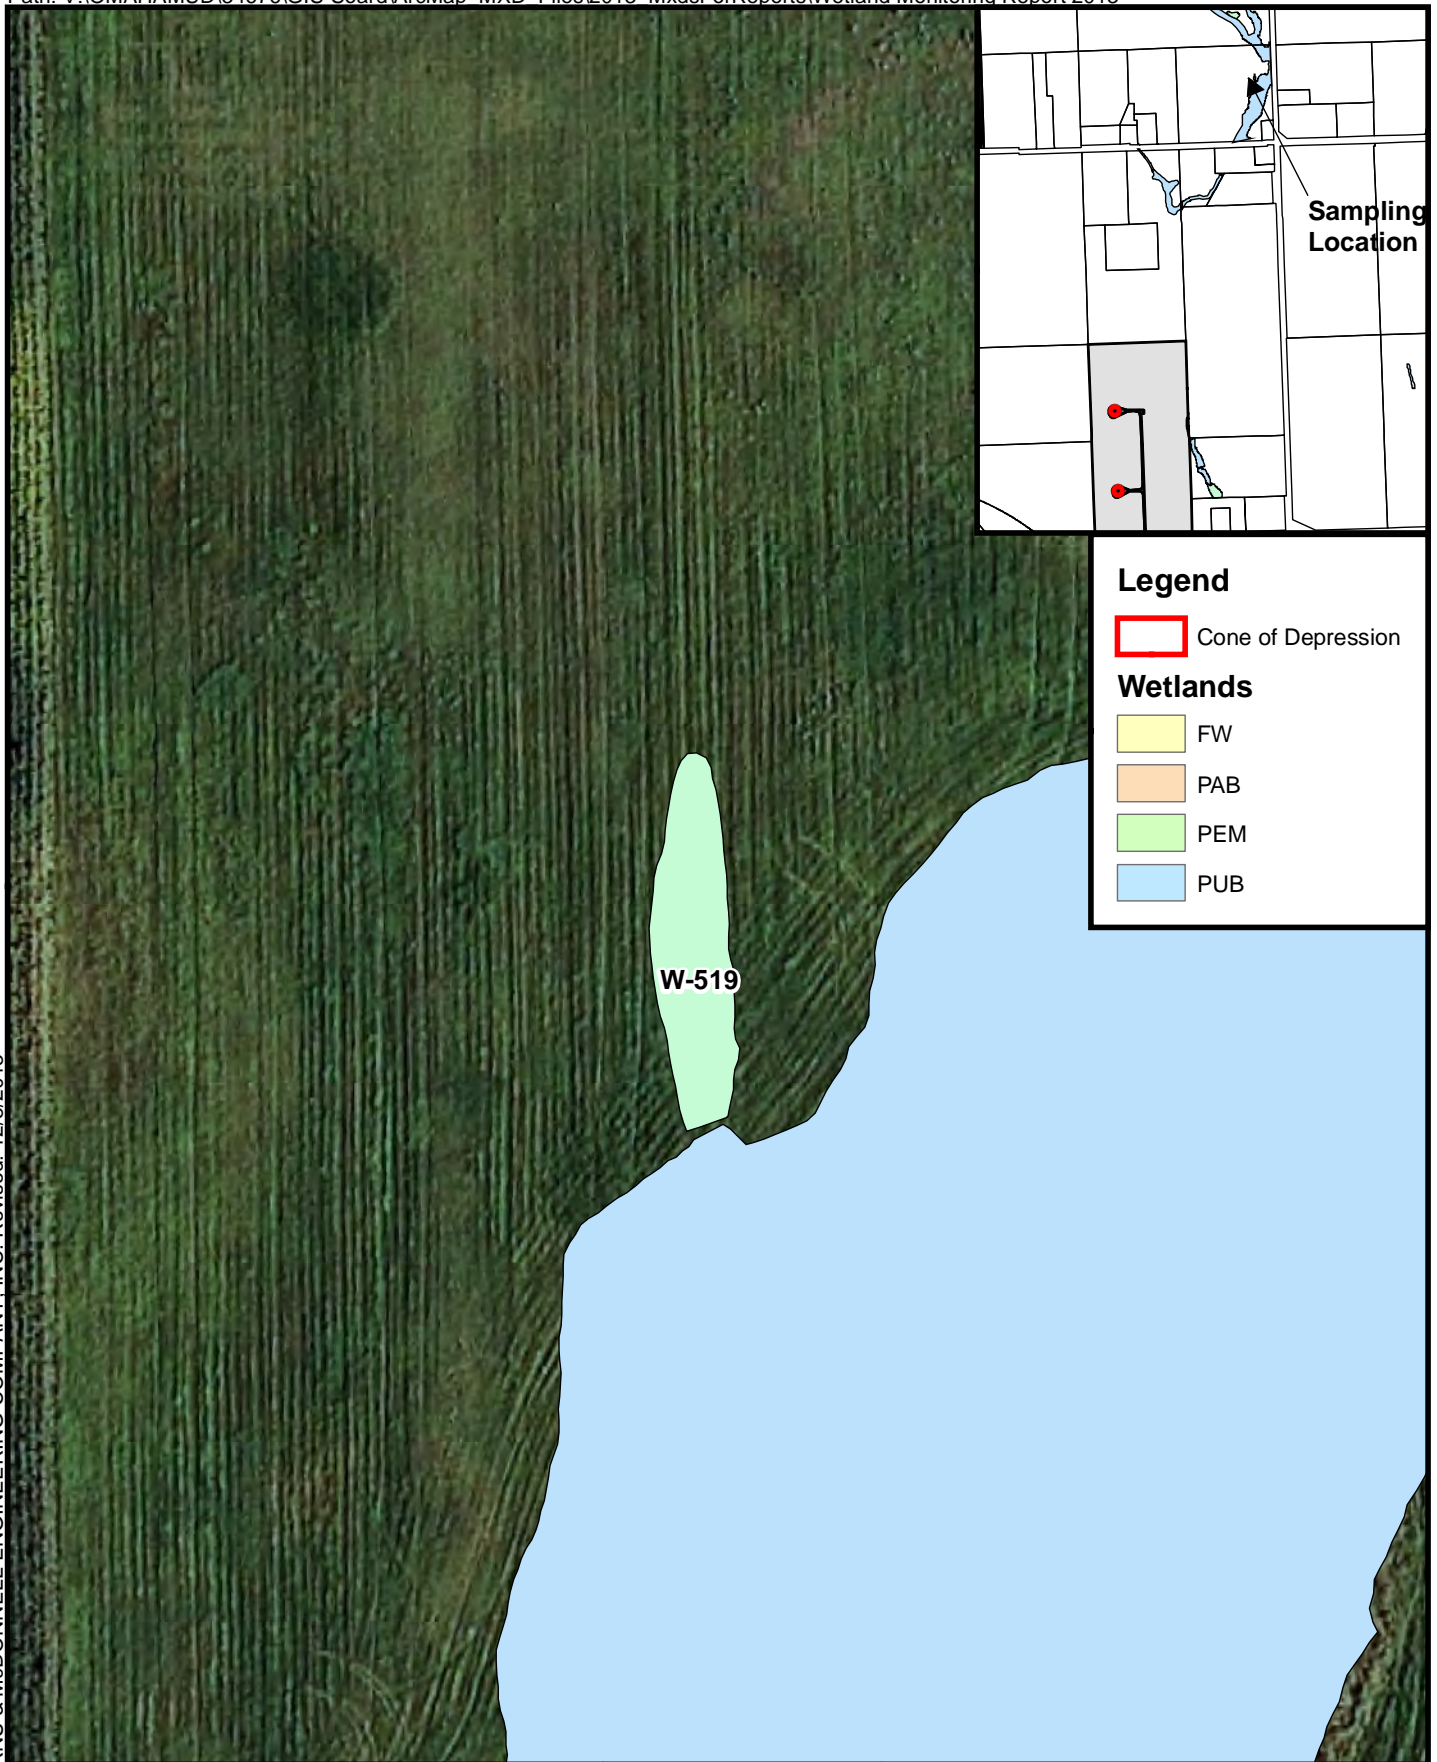 Sampling
Location
Legend
Cone of Depression
Wetlands
FW
PAB
PEM
PUB
W-519